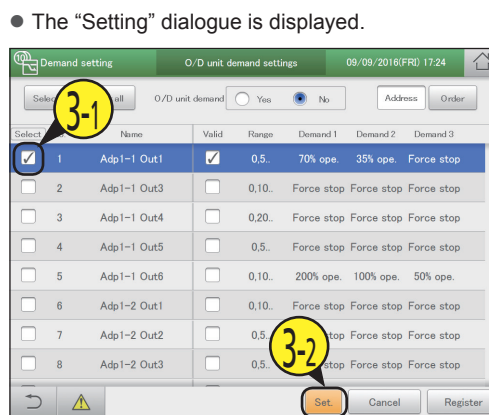 ● The “Setting” dialogue is displayed.
Demand setting O/D unit demand settings 09/09/2016(FRI) 17:24
all O/D unit demand Yes No Address Order
3-1
Select Name Valid Range Demand 1 Demand 2 Demand 3
1 Adp1-1 Out1 0,5.. 70% ope. 35% ope. Force stop
2 Adp1-1 Out3 0,10.. Force stop Force stop Force stop
3 Adp1-1 Out4 0,20.. Force stop Force stop Force stop
4 Adp1-1 Out5 0,5.. Force stop Force stop Force stop
5 Adp1-1 Out6 0,10.. 200% ope. 100% ope. 50% ope.
6 Adp1-2 Out1 0,10.. Force stop Force stop Force stop
7 Adp1-2 Out2 0,5.. stop Force stop Force stop
8 Adp1-2 Out3 0,5.. stop Force stop Force stop
3-2
Set. Cancel Register